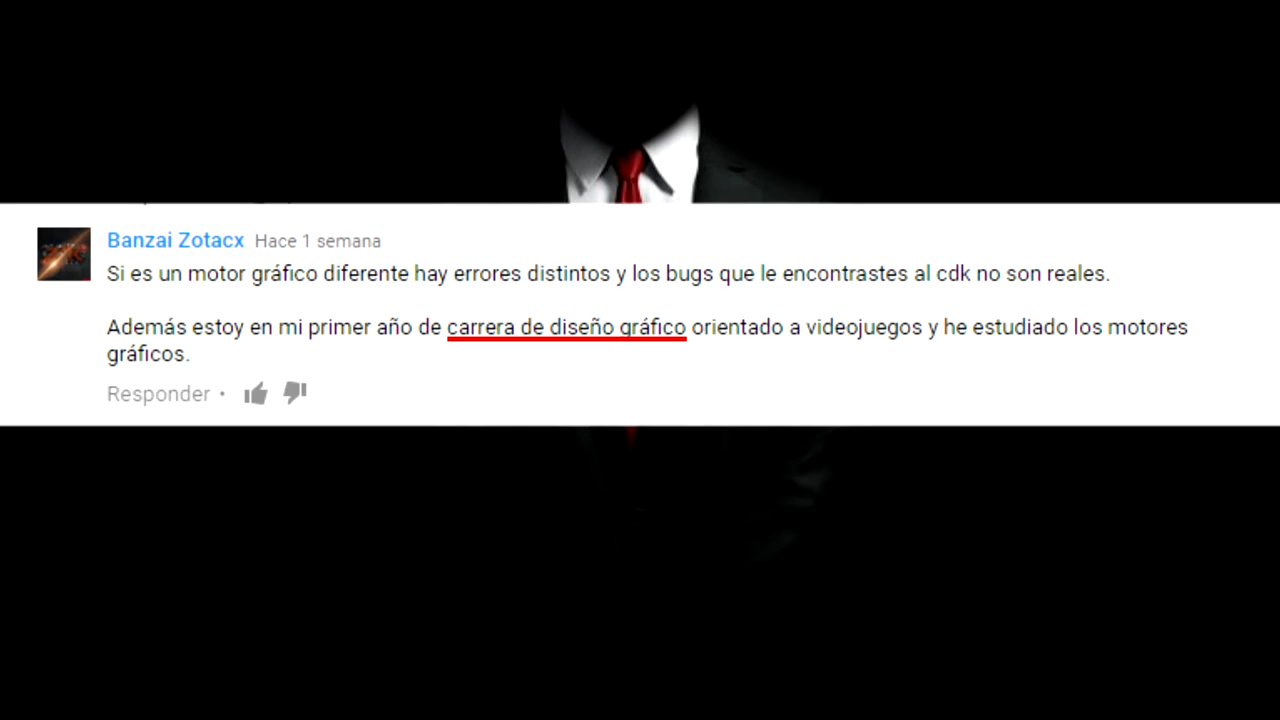 Banzai Zotacx Hace 1 semana
Si es un motor gráfico diferente hay errores distintos y los bugs que le encontrastes al cdk no son reales.
Además estoy en mi primer año de carrera de diseño gráfico orientado a videojuegos y he estudiado los motores
gráficos.
Responder •